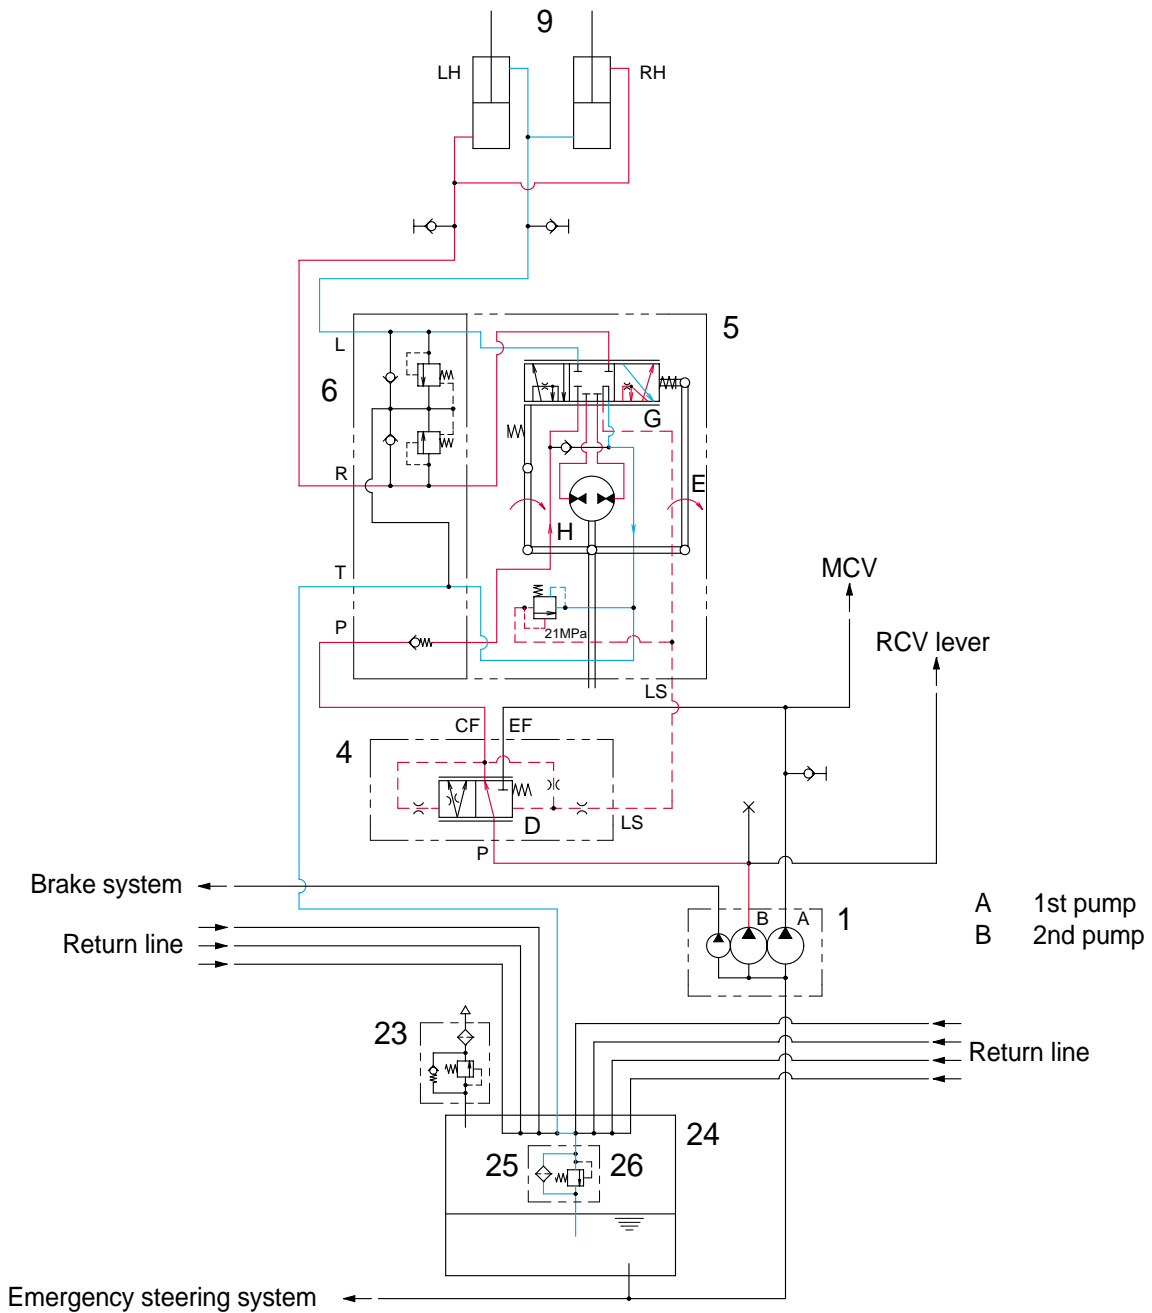 9
LH
RH
5
L
6
G
R
E
H
T
MCV
P
21MPa
RCV lever
LS
CF
EF
4
D
LS
P
Brake system
B
A
1
A 1st pump
Return line
B 2nd pump
23
Return line
24
25
26
Emergency steering system